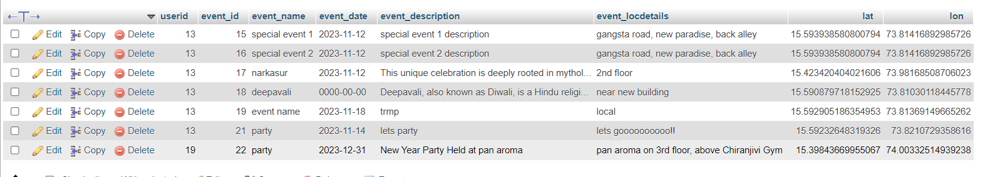 ←T→ userid event_id event_name event_date event_description event_locdetails lat lon
Edit Copy Delete 13 15 special event 1 2023-11-12 special event 1 description gangsta road, new paradise, back alley 15.593938580800794 73.81416892985726
Edit Copy Delete 13 16 special event 2 2023-11-12 special event 2 description gangsta road, new paradise, back alley 15.593938580800794 73.81416892985726
Edit Copy Delete 13 17 narkasur 2023-11-12 This unique celebration is deeply rooted in mythol... 2nd floor 15.423420404021606 73.98168508706023
Edit Copy Delete 13 18 deepavali 0000-00-00 Deepavali, also known as Diwali, is a Hindu religi... near new building 15.590879718152925 73.81030118445778
Edit Copy Delete 13 19 event name 2023-11-18 trmp local 15.592905186354953 73.81369149665262
Edit Copy Delete 13 21 party 2023-11-14 lets party lets goooooooooo!! 15.59232648319326 73.8210729358616
Edit Copy Delete 19 22 party 2023-12-31 New Year Party Held at pan aroma pan aroma on 3rd floor, above Chiranjivi Gym 15.39843669955067 74.00332514939238